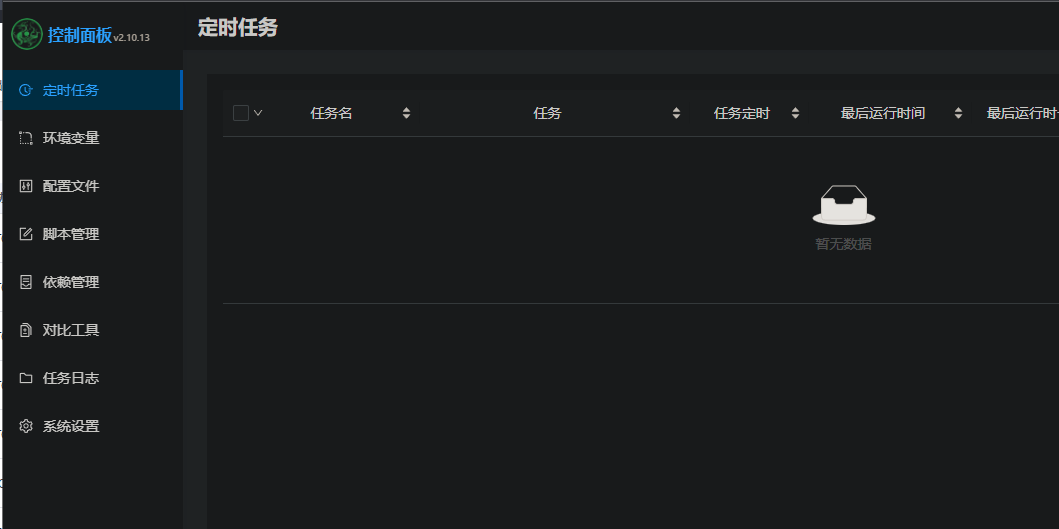 控制面板v2.10.13
定时任务
定时任务
环境变量
配置文件
脚本管理
依赖管理
对比工具
任务日志
系统设置
任务名 任务 任务定时 最后运行时间 最后运行时
暂无数据